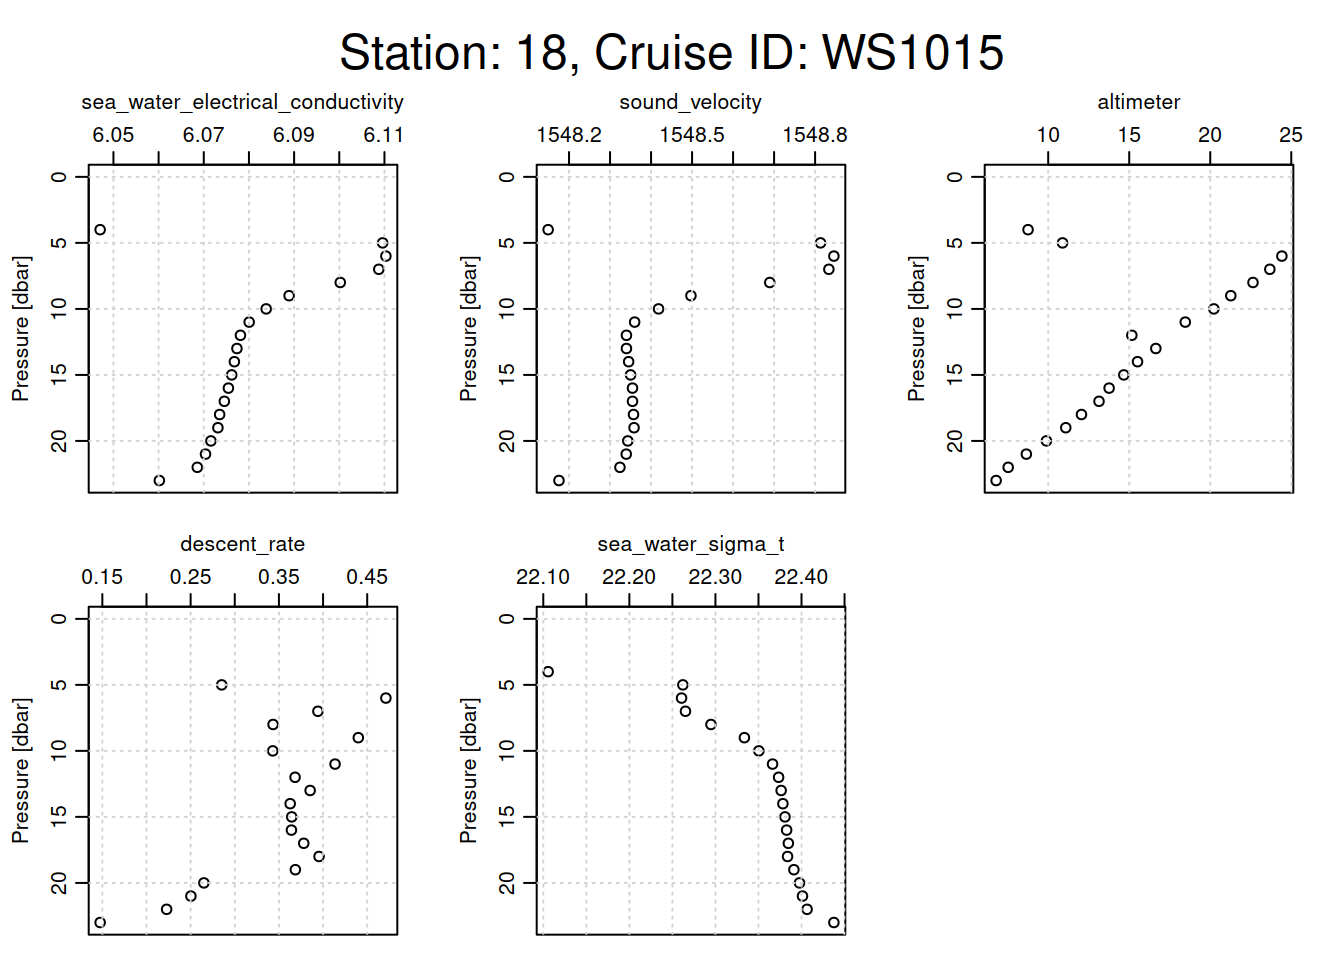 Station: 18, Cruise ID: WS1015
sea_water_electrical_conductivity
6.05 6.07 6.09 6.11
Pressure [dbar]
0 5 10 15 20
sound_velocity
1548.2 1548.5 1548.8
Pressure [dbar]
0 5 10 15 20
altimeter
10 15 20 25
Pressure [dbar]
0 5 10 15 20
descent_rate
0.15 0.25 0.35 0.45
Pressure [dbar]
0 5 10 15 20
sea_water_sigma_t
22.10 22.20 22.30 22.40
Pressure [dbar]
0 5 10 15 20